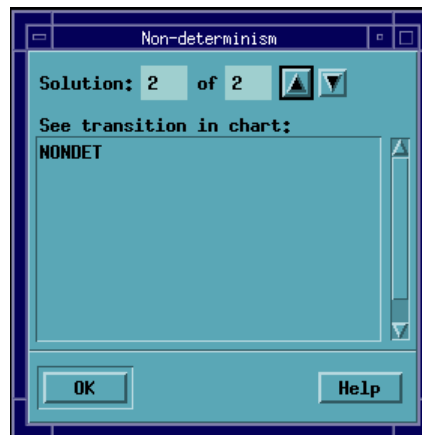 Non-determinism
Solution: 2 of 2
See transition in chart:
NONDET
OK Help